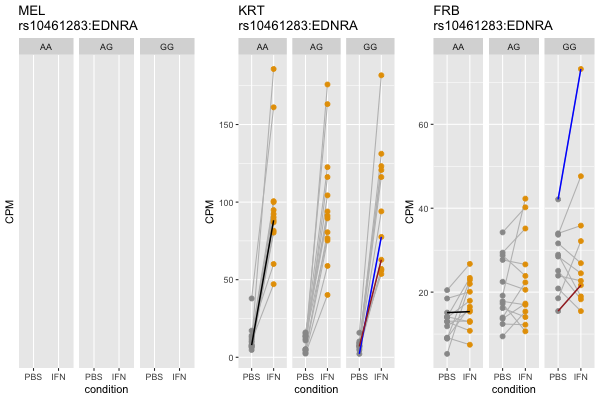 MEL
rs10461283:EDNRA
AA AG GG
CPM
PBS IFN PBS IFN PBS IFN
condition
KRT
rs10461283:EDNRA
AA AG GG
CPM
150
100
50
0
PBS IFN PBS IFN PBS IFN
condition
FRB
rs10461283:EDNRA
AA AG GG
CPM
60
40
20
PBS IFN PBS IFN PBS IFN
condition